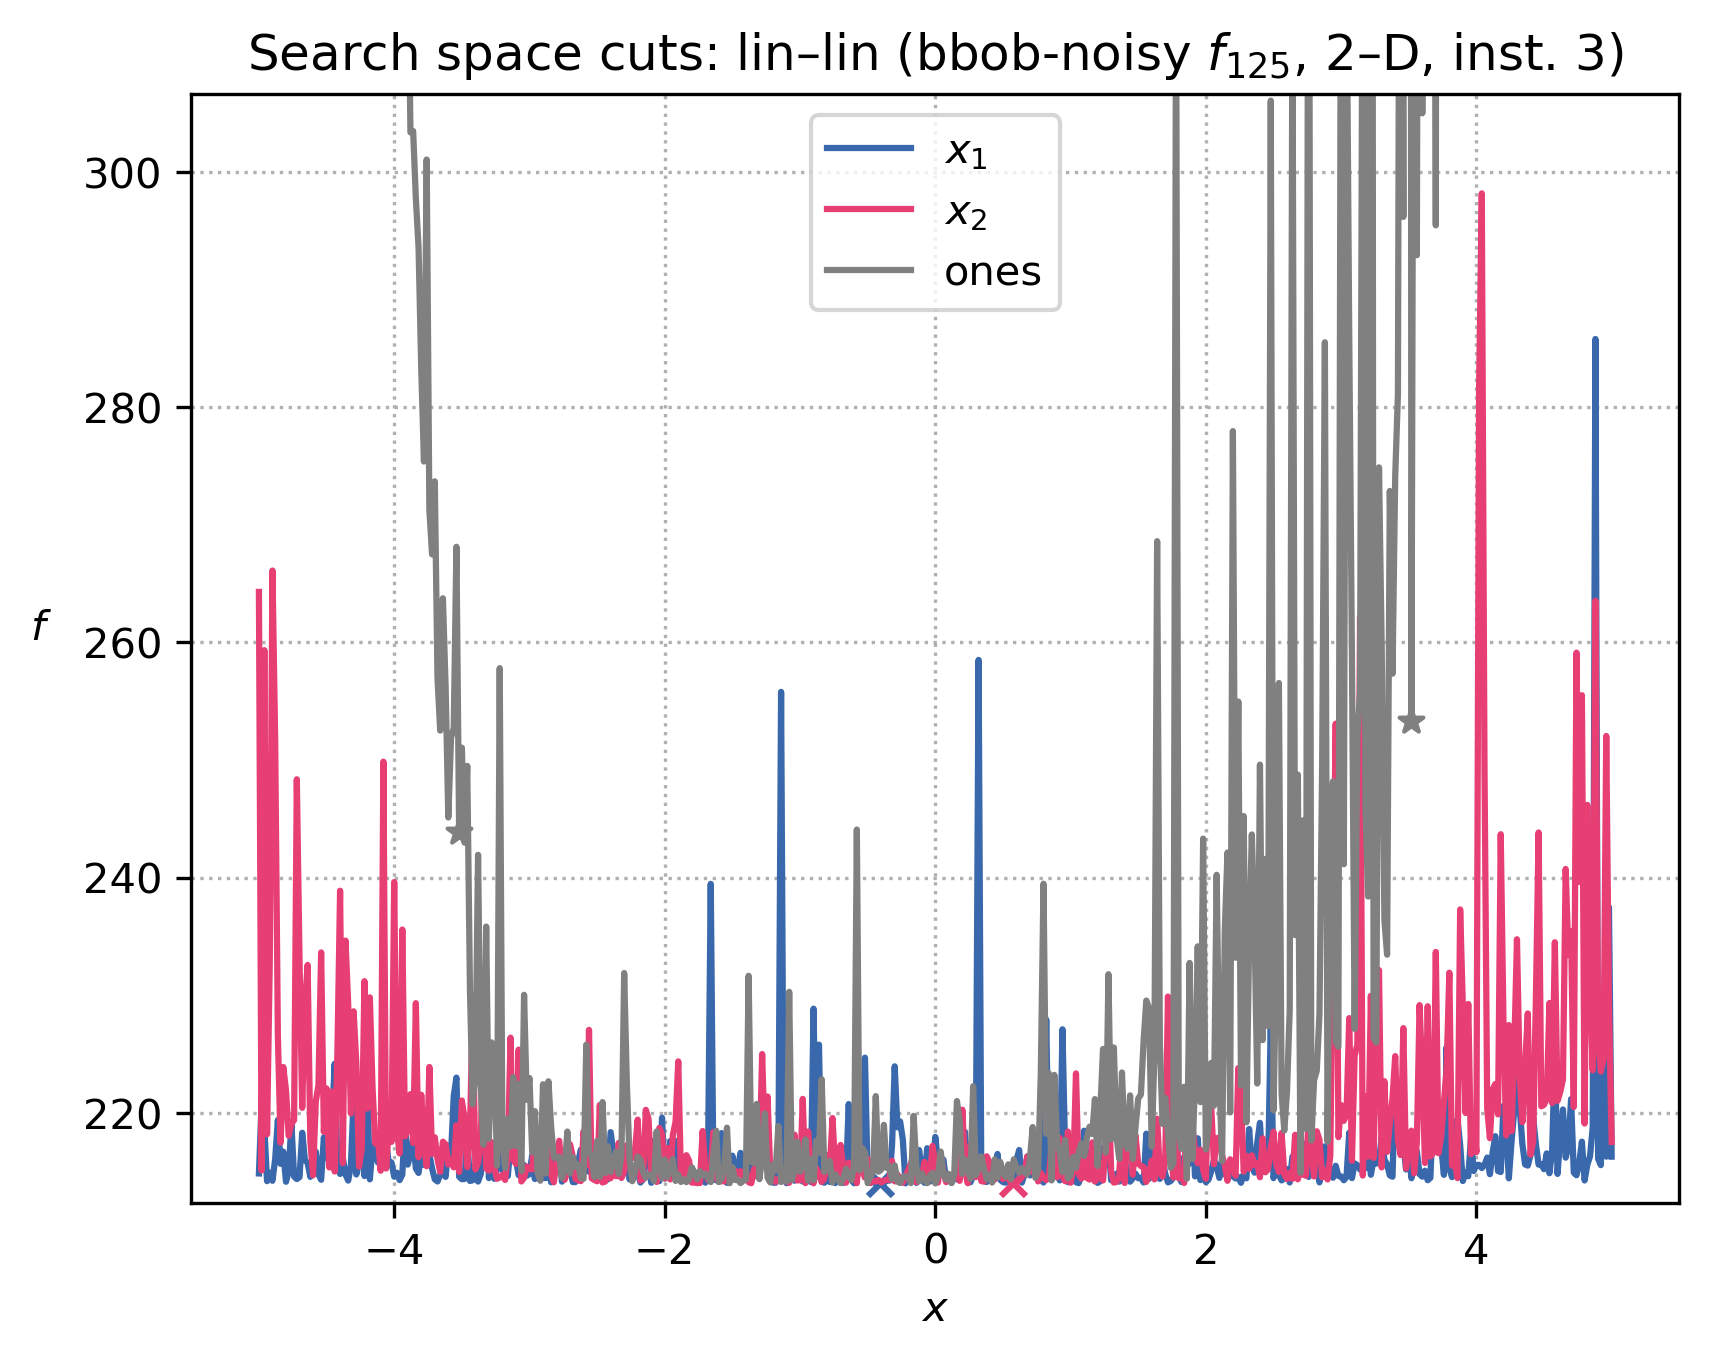 Search space cuts: lin–lin (bbob-noisy f₁₂₅, 2–D, inst. 3)
x₁
x₂
ones
300
280
260
240
220
f
−4
−2
0
2
4
x